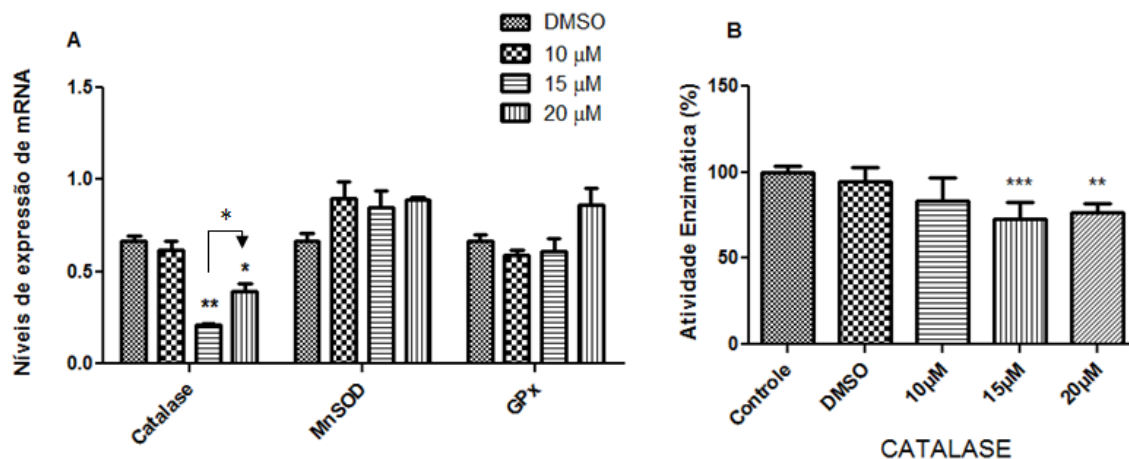 A
DMSO
10 µM
15 µM
20 µM
Níveis de expressão de mRNA
1.5
1.0
0.5
0.0
*
**
*
Catalase
MnSOD
GPx
B
Atividade Enzimática (%)
150
100
50
0
***
**
Controle
DMSO
10µM
15µM
20µM
CATALASE